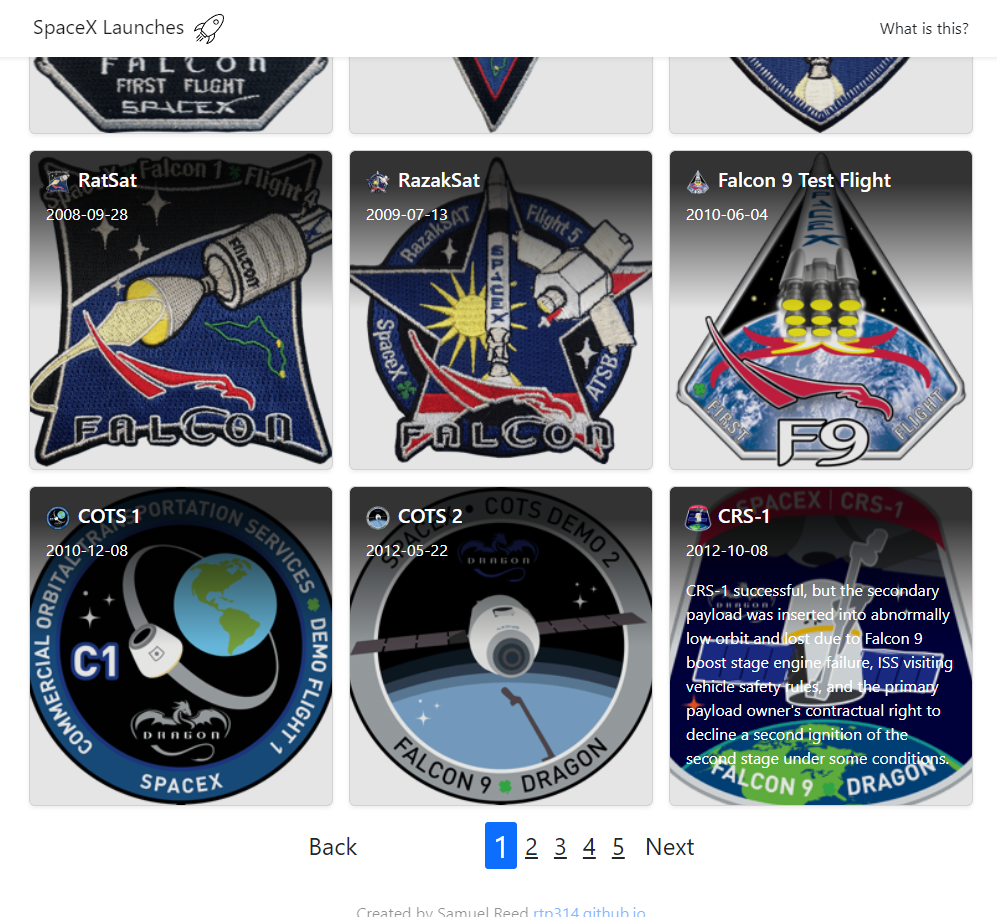 SpaceX Launches
What is this?
FALCON
FIRST FLIGHT
SPACEX
RatSat
2008-09-28
Falcon 1 Flight 4
FALCON
FALCON
RazakSat
2009-07-13
RazakSAT Flight 5
SPACEX
SpaceX
ATSB
FALCON
Falcon 9 Test Flight
2010-06-04
SPACEX
FIRST FLIGHT
F9
COTS 1
2010-12-08
COMMERCIAL ORBITAL TRANSPORTATION SERVICES DEMO FLIGHT 1
C1
DRAGON
SPACEX
COTS 2
2012-05-22
COTS DEMO 2
DRAGON
FALCON 9 DRAGON
CRS-1
2012-10-08
SPACEX | CRS-1
DRAGON
CRS-1 successful, but the secondary
payload was inserted into abnormally
low orbit and lost due to Falcon 9
boost stage engine failure, ISS visiting
vehicle safety rules, and the primary
payload owner's contractual right to
decline a second ignition of the
second stage under some conditions.
FALCON 9 DRAGON
Back 1 2 3 4 5 Next
Created by Samuel Reed rtp314.github.io